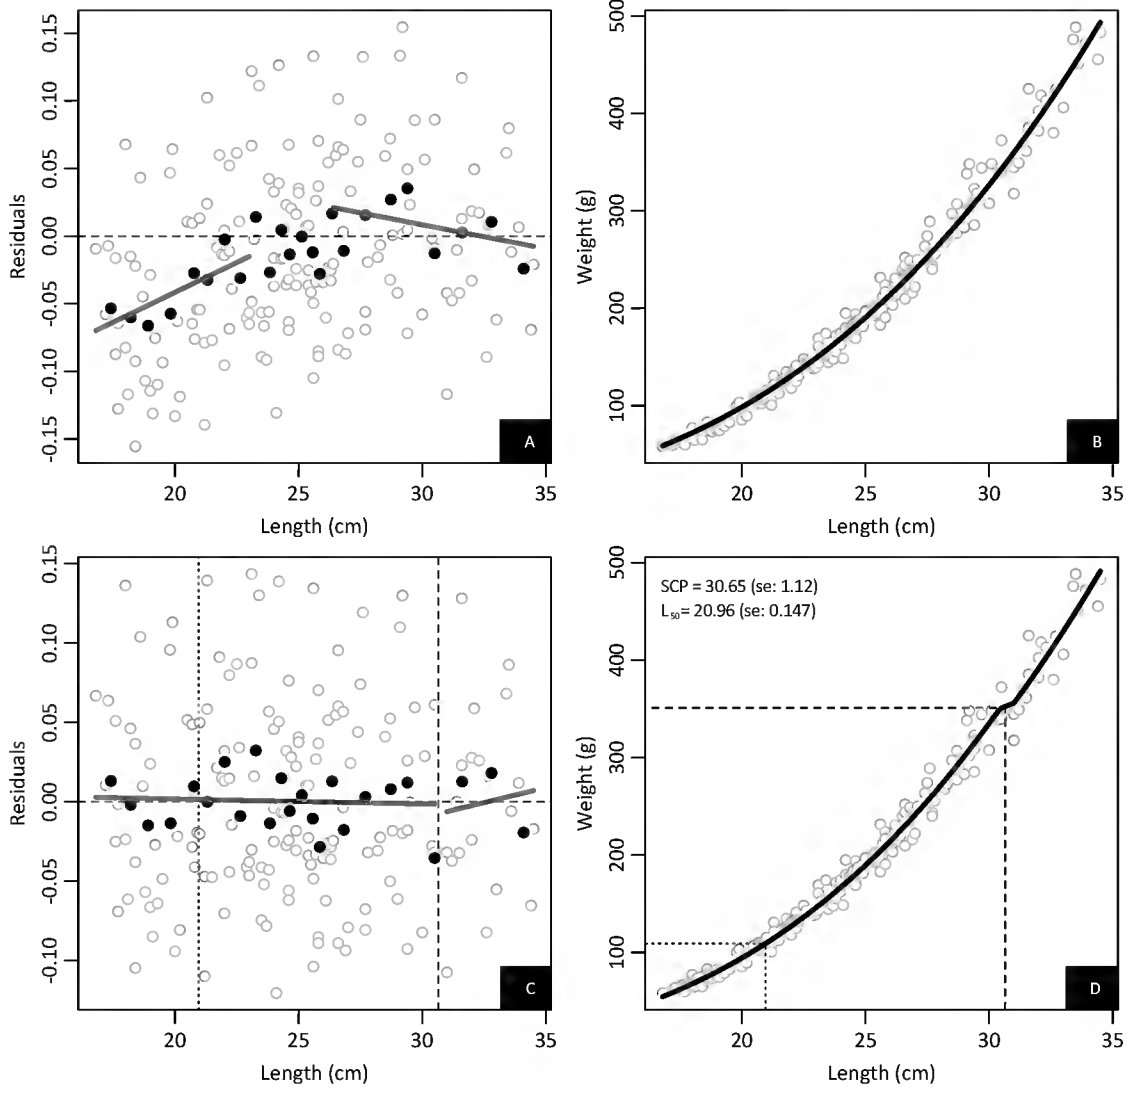 0.15
0.10
0.05
0.00
-0.05
-0.10
-0.15
Residuals
A
20
25
30
35
Length (cm)
500
400
300
200
100
Weight (g)
B
20
25
30
35
Length (cm)
0.15
0.10
0.05
0.00
-0.05
-0.10
Residuals
C
20
25
30
35
Length (cm)
SCP = 30.65 (se: 1.12)
L50= 20.96 (se: 0.147)
500
400
300
200
100
Weight (g)
D
20
25
30
35
Length (cm)